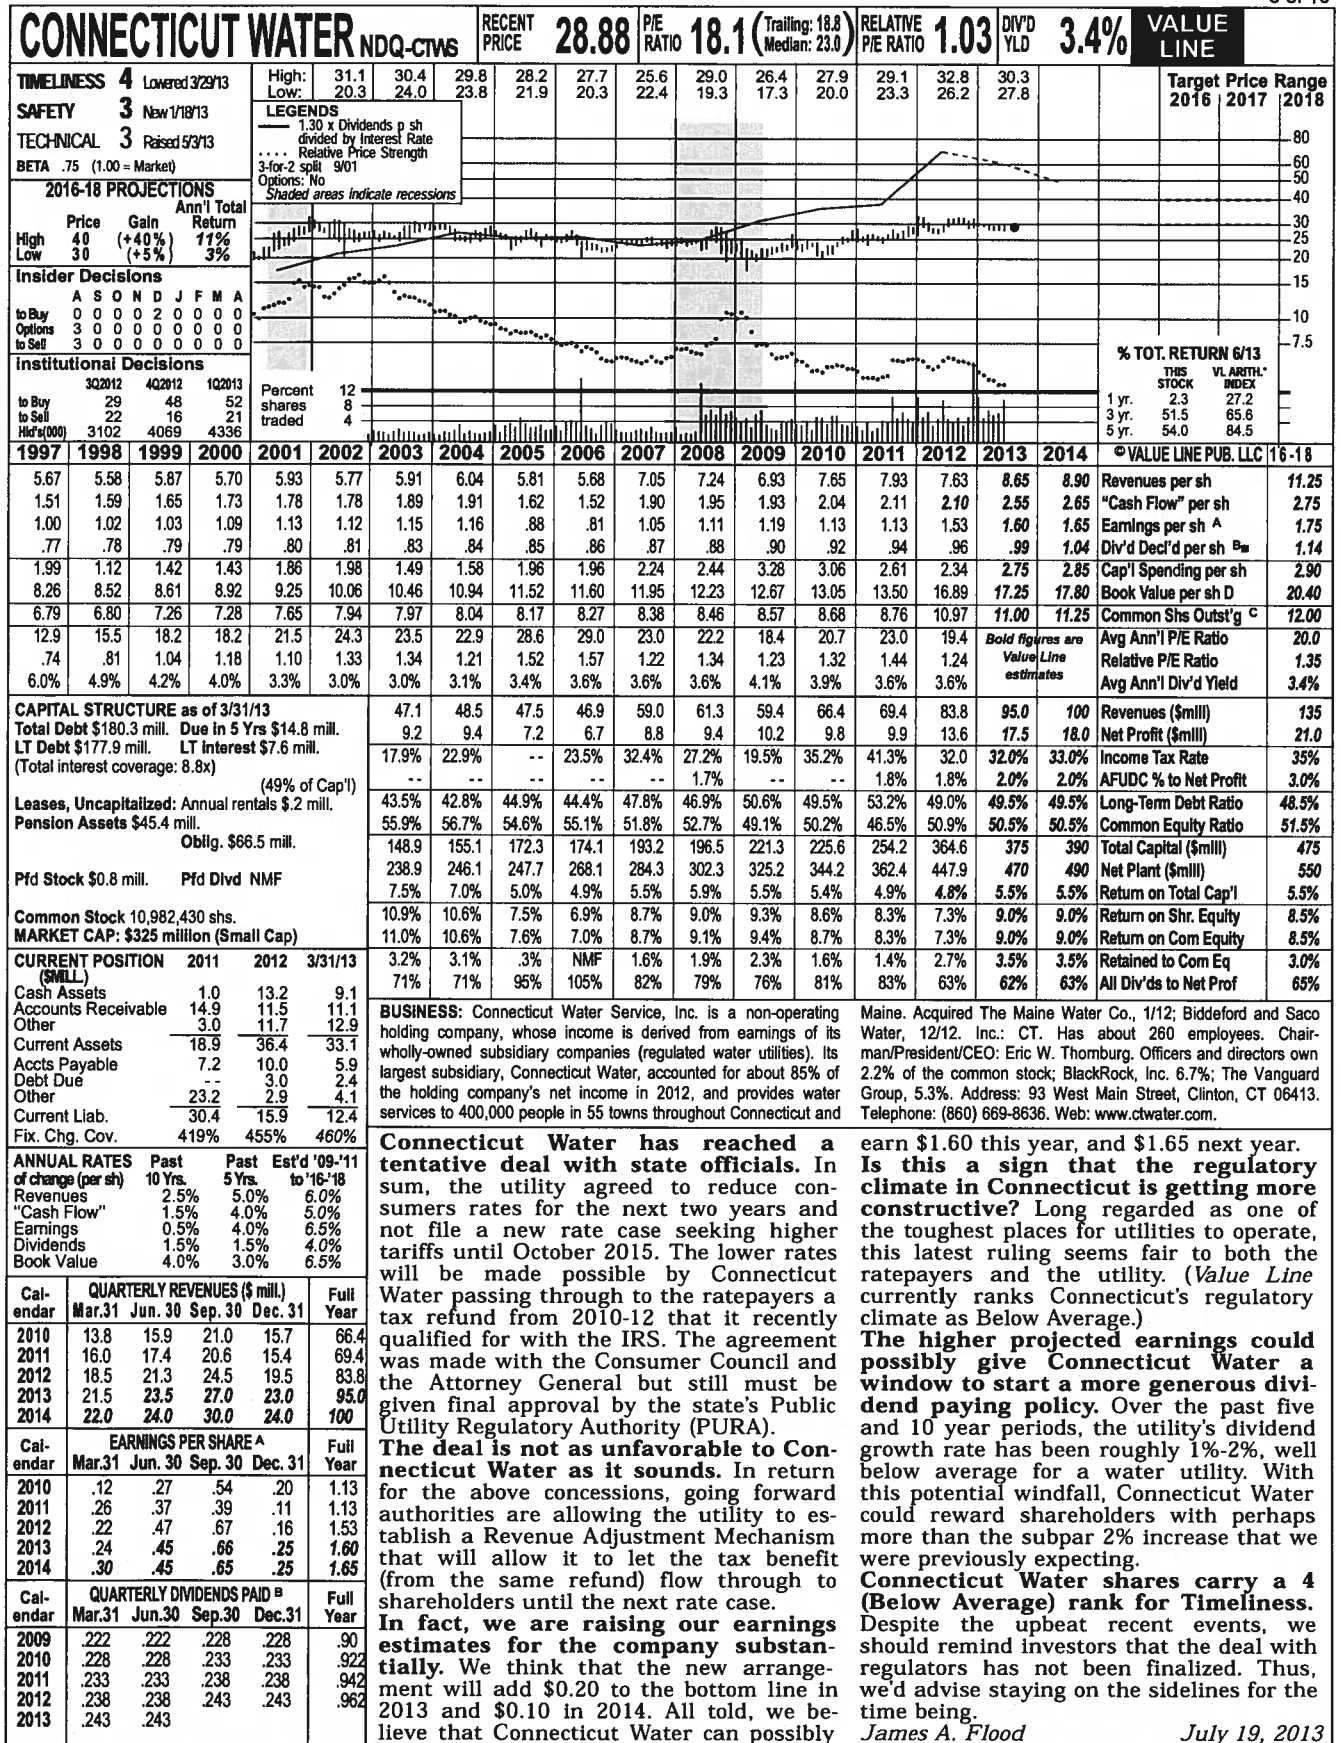 CONNECTICUT WATER NDQ-CTWS
RECENT PRICE 28.88
P/E RATIO 18.1 (Trailing: 18.8 Median: 23.0)
RELATIVE P/E RATIO 1.03
DIV'D YLD 3.4%
VALUE LINE
TIMELINESS 4 Lowered 3/29/13
SAFETY 3 New 1/18/13
TECHNICAL 3 Raised 5/3/13
BETA .75 (1.00 = Market)
2016-18 PROJECTIONS
Ann'l Total
Price Gain Return
High 40 (+40%) 11%
Low 30 (+5%) 3%
Insider Decisions
A S O N D J F M A
to Buy 0 0 0 0 2 0 0 0 0
Options 3 0 0 0 0 0 0 0 0
to Sell 3 0 0 0 0 0 0 0 0
Institutional Decisions
3Q2012 4Q2012 1Q2013
to Buy 29 48 52
to Sell 22 16 21
Hld's(000) 3102 4069 4336
High: 31.1 30.4 29.8 28.2 27.7 25.6 29.0 26.4 27.9 29.1 32.8 30.3
Low: 20.3 24.0 23.8 21.9 20.3 22.4 19.3 17.3 20.0 23.3 26.2 27.8
LEGENDS
1.30 x Dividends p sh
divided by Interest Rate
.... Relative Price Strength
3-for-2 split 9/01
Options: No
Shaded areas indicate recessions
Target Price Range
2016 2017 2018
80
60
50
40
30
25
20
15
10
7.5
Percent shares traded
12
8
4
% TOT. RETURN 6/13
THIS STOCK VL ARITH.* INDEX
1 yr. 2.3 27.2
3 yr. 51.5 65.6
5 yr. 54.0 84.5
1997 1998 1999 2000 2001 2002 2003 2004 2005 2006 2007 2008 2009 2010 2011 2012 2013 2014 © VALUE LINE PUB. LLC 16-18
5.67 5.58 5.87 5.70 5.93 5.77 5.91 6.04 5.81 5.68 7.05 7.24 6.93 7.65 7.93 7.63 8.65 8.90 Revenues per sh 11.25
1.51 1.59 1.65 1.73 1.78 1.78 1.89 1.91 1.62 1.52 1.90 1.95 1.93 2.04 2.11 2.10 2.55 2.65 "Cash Flow" per sh 2.75
1.00 1.02 1.03 1.09 1.13 1.12 1.15 1.16 .88 .81 1.05 1.11 1.19 1.13 1.13 1.53 1.60 1.65 Earnings per sh A 1.75
.77 .78 .79 .79 .80 .81 .83 .84 .85 .86 .87 .88 .90 .92 .94 .96 .99 1.04 Div'd Decl'd per sh B■ 1.14
1.99 1.12 1.42 1.43 1.86 1.98 1.49 1.58 1.96 1.96 2.24 2.44 3.28 3.06 2.61 2.34 2.75 2.85 Cap'l Spending per sh 2.90
8.26 8.52 8.61 8.92 9.25 10.06 10.46 10.94 11.52 11.60 11.95 12.23 12.67 13.05 13.50 16.89 17.25 17.80 Book Value per sh D 20.40
6.79 6.80 7.26 7.28 7.65 7.94 7.97 8.04 8.17 8.27 8.38 8.46 8.57 8.68 8.76 10.97 11.00 11.25 Common Shs Outst'g C 12.00
12.9 15.5 18.2 18.2 21.5 24.3 23.5 22.9 28.6 29.0 23.0 22.2 18.4 20.7 23.0 19.4 Bold figures are Avg Ann'l P/E Ratio 20.0
.74 .81 1.04 1.18 1.10 1.33 1.34 1.21 1.52 1.57 1.22 1.34 1.23 1.32 1.44 1.24 Value Line Relative P/E Ratio 1.35
6.0% 4.9% 4.2% 4.0% 3.3% 3.0% 3.0% 3.1% 3.4% 3.6% 3.6% 3.6% 4.1% 3.9% 3.6% 3.6% estimates Avg Ann'l Div'd Yield 3.4%
CAPITAL STRUCTURE as of 3/31/13
Total Debt $180.3 mill. Due in 5 Yrs $14.8 mill.
LT Debt $177.9 mill. LT Interest $7.6 mill.
(Total interest coverage: 8.8x)
(49% of Cap'l)
Leases, Uncapitalized: Annual rentals $.2 mill.
Pension Assets $45.4 mill.
Oblig. $66.5 mill.
Pfd Stock $0.8 mill. Pfd Divd NMF
Common Stock 10,982,430 shs.
MARKET CAP: $325 million (Small Cap)
47.1 48.5 47.5 46.9 59.0 61.3 59.4 66.4 69.4 83.8 95.0 100 Revenues ($mill) 135
9.2 9.4 7.2 6.7 8.8 9.4 10.2 9.8 9.9 13.6 17.5 18.0 Net Profit ($mill) 21.0
17.9% 22.9% -- 23.5% 32.4% 27.2% 19.5% 35.2% 41.3% 32.0 32.0% 33.0% Income Tax Rate 35%
-- -- -- -- -- 1.7% -- -- 1.8% 1.8% 2.0% 2.0% AFUDC % to Net Profit 3.0%
43.5% 42.8% 44.9% 44.4% 47.8% 46.9% 50.6% 49.5% 53.2% 49.0% 49.5% 49.5% Long-Term Debt Ratio 48.5%
55.9% 56.7% 54.6% 55.1% 51.8% 52.7% 49.1% 50.2% 46.5% 50.9% 50.5% 50.5% Common Equity Ratio 51.5%
148.9 155.1 172.3 174.1 193.2 196.5 221.3 225.6 254.2 364.6 375 390 Total Capital ($mill) 475
238.9 246.1 247.7 268.1 284.3 302.3 325.2 344.2 362.4 447.9 470 490 Net Plant ($mill) 550
7.5% 7.0% 5.0% 4.9% 5.5% 5.9% 5.5% 5.4% 4.9% 4.8% 5.5% 5.5% Return on Total Cap'l 5.5%
10.9% 10.6% 7.5% 6.9% 8.7% 9.0% 9.3% 8.6% 8.3% 7.3% 9.0% 9.0% Return on Shr. Equity 8.5%
11.0% 10.6% 7.6% 7.0% 8.7% 9.1% 9.4% 8.7% 8.3% 7.3% 9.0% 9.0% Return on Com Equity 8.5%
3.2% 3.1% .3% NMF 1.6% 1.9% 2.3% 1.6% 1.4% 2.7% 3.5% 3.5% Retained to Com Eq 3.0%
71% 71% 95% 105% 82% 79% 76% 81% 83% 63% 62% 63% All Div'ds to Net Prof 65%
CURRENT POSITION 2011 2012 3/31/13
($MILL.)
Cash Assets 1.0 13.2 9.1
Accounts Receivable 14.9 11.5 11.1
Other 3.0 11.7 12.9
Current Assets 18.9 36.4 33.1
Accts Payable 7.2 10.0 5.9
Debt Due -- 3.0 2.4
Other 23.2 2.9 4.1
Current Liab. 30.4 15.9 12.4
Fix. Chg. Cov. 419% 455% 460%
ANNUAL RATES Past Past Est'd '09-'11
of change (per sh) 10 Yrs. 5 Yrs. to '16-'18
Revenues 2.5% 5.0% 6.0%
"Cash Flow" 1.5% 4.0% 5.0%
Earnings 0.5% 4.0% 6.5%
Dividends 1.5% 1.5% 4.0%
Book Value 4.0% 3.0% 6.5%
Cal- QUARTERLY REVENUES ($ mill.) Full
endar Mar.31 Jun. 30 Sep. 30 Dec. 31 Year
2010 13.8 15.9 21.0 15.7 66.4
2011 16.0 17.4 20.6 15.4 69.4
2012 18.5 21.3 24.5 19.5 83.8
2013 21.5 23.5 27.0 23.0 95.0
2014 22.0 24.0 30.0 24.0 100
Cal- EARNINGS PER SHARE A Full
endar Mar.31 Jun. 30 Sep. 30 Dec. 31 Year
2010 .12 .27 .54 .20 1.13
2011 .26 .37 .39 .11 1.13
2012 .22 .47 .67 .16 1.53
2013 .24 .45 .66 .25 1.60
2014 .30 .45 .65 .25 1.65
Cal- QUARTERLY DIVIDENDS PAID B Full
endar Mar.31 Jun.30 Sep.30 Dec.31 Year
2009 .222 .222 .228 .228 .90
2010 .228 .228 .233 .233 .922
2011 .233 .233 .238 .238 .942
2012 .238 .238 .243 .243 .962
2013 .243 .243
BUSINESS: Connecticut Water Service, Inc. is a non-operating
holding company, whose income is derived from earnings of its
wholly-owned subsidiary companies (regulated water utilities). Its
largest subsidiary, Connecticut Water, accounted for about 85% of
the holding company's net income in 2012, and provides water
services to 400,000 people in 55 towns throughout Connecticut and
Maine. Acquired The Maine Water Co., 1/12; Biddeford and Saco
Water, 12/12. Inc.: CT. Has about 260 employees. Chair-
man/President/CEO: Eric W. Thornburg. Officers and directors own
2.2% of the common stock; BlackRock, Inc. 6.7%; The Vanguard
Group, 5.3%. Address: 93 West Main Street, Clinton, CT 06413.
Telephone: (860) 669-8636. Web: www.ctwater.com.
Connecticut Water has reached a
tentative deal with state officials. In
sum, the utility agreed to reduce con-
sumers rates for the next two years and
not file a new rate case seeking higher
tariffs until October 2015. The lower rates
will be made possible by Connecticut
Water passing through to the ratepayers a
tax refund from 2010-12 that it recently
qualified for with the IRS. The agreement
was made with the Consumer Council and
the Attorney General but still must be
given final approval by the state's Public
Utility Regulatory Authority (PURA).
The deal is not as unfavorable to Con-
necticut Water as it sounds. In return
for the above concessions, going forward
authorities are allowing the utility to es-
tablish a Revenue Adjustment Mechanism
that will allow it to let the tax benefit
(from the same refund) flow through to
shareholders until the next rate case.
In fact, we are raising our earnings
estimates for the company substan-
tially. We think that the new arrange-
ment will add $0.20 to the bottom line in
2013 and $0.10 in 2014. All told, we be-
lieve that Connecticut Water can possibly
earn $1.60 this year, and $1.65 next year.
Is this a sign that the regulatory
climate in Connecticut is getting more
constructive? Long regarded as one of
the toughest places for utilities to operate,
this latest ruling seems fair to both the
ratepayers and the utility. (Value Line
currently ranks Connecticut's regulatory
climate as Below Average.)
The higher projected earnings could
possibly give Connecticut Water a
window to start a more generous divi-
dend paying policy. Over the past five
and 10 year periods, the utility's dividend
growth rate has been roughly 1%-2%, well
below average for a water utility. With
this potential windfall, Connecticut Water
could reward shareholders with perhaps
more than the subpar 2% increase that we
were previously expecting.
Connecticut Water shares carry a 4
(Below Average) rank for Timeliness.
Despite the upbeat recent events, we
should remind investors that the deal with
regulators has not been finalized. Thus,
we'd advise staying on the sidelines for the
time being.
James A. Flood July 19, 2013